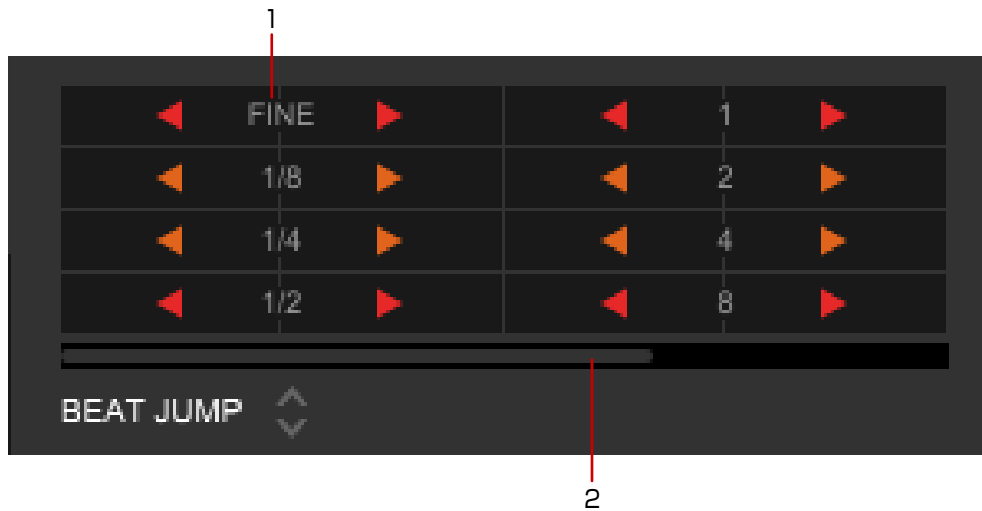 1
FINE 1
1/8 2
1/4 4
1/2 8
BEAT JUMP
2